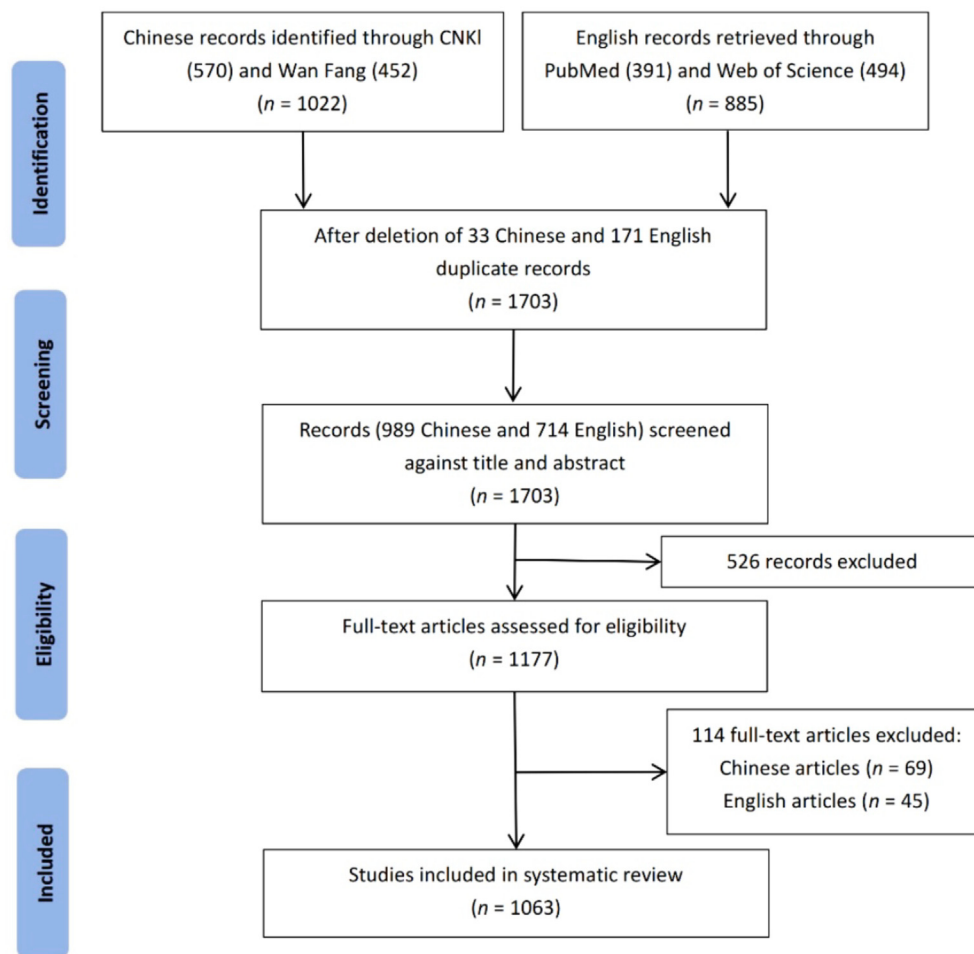 Chinese records identified through CNKl
(570) and Wan Fang (452)
(n = 1022)
English records retrieved through
PubMed (391) and Web of Science (494)
(n = 885)
Identification
After deletion of 33 Chinese and 171 English
duplicate records
(n = 1703)
Screening
Records (989 Chinese and 714 English) screened
against title and abstract
(n = 1703)
526 records excluded
Eligibility
Full-text articles assessed for eligibility
(n = 1177)
114 full-text articles excluded:
Chinese articles (n = 69)
English articles (n = 45)
Included
Studies included in systematic review
(n = 1063)